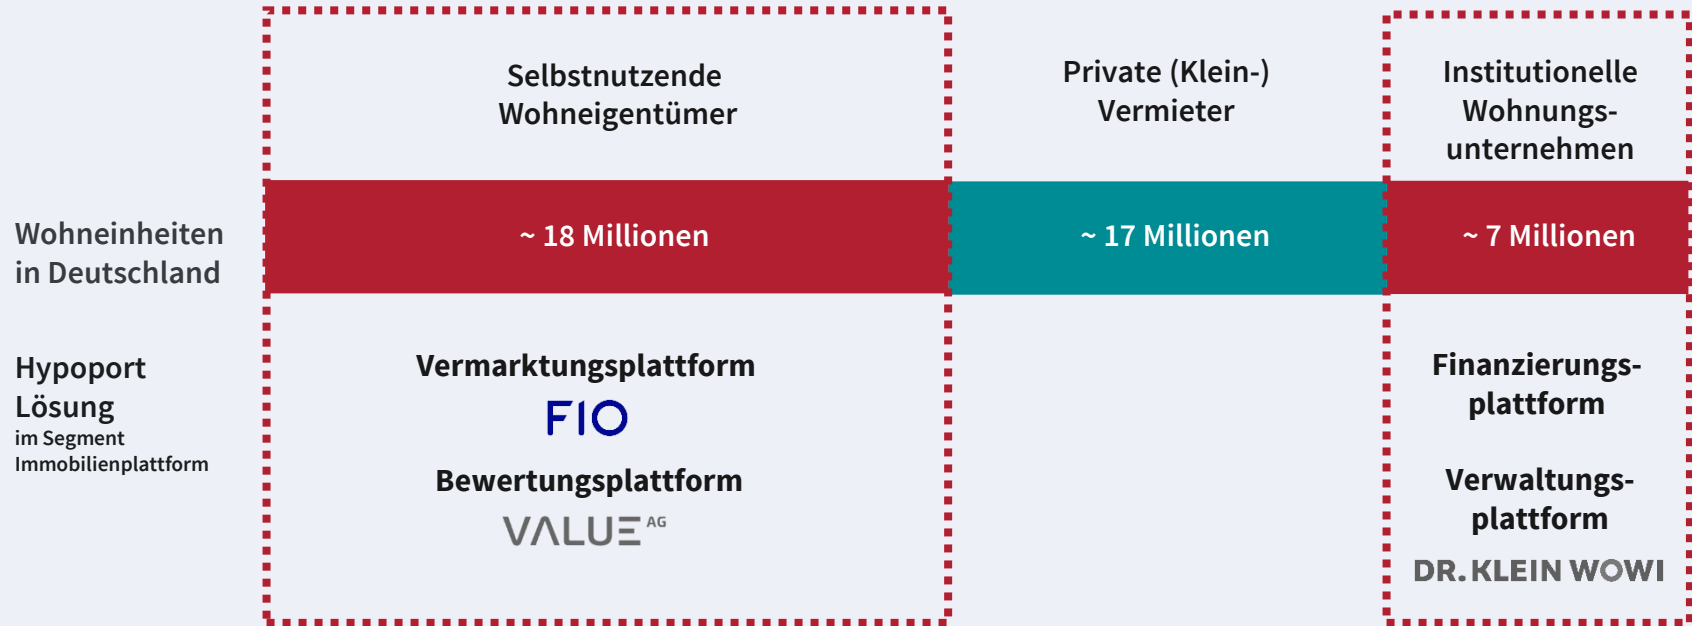 Selbstnutzende
Wohneigentümer
Private (Klein-)
Vermieter
Institutionelle
Wohnungs-
unternehmen
Wohneinheiten
in Deutschland
~ 18 Millionen
~ 17 Millionen
~ 7 Millionen
Hypoport
Lösung
im Segment
Immobilienplattform
Vermarktungsplattform
FIO
Bewertungsplattform
VALUE AG
Finanzierungs-
plattform
Verwaltungs-
plattform
DR. KLEIN WOWI